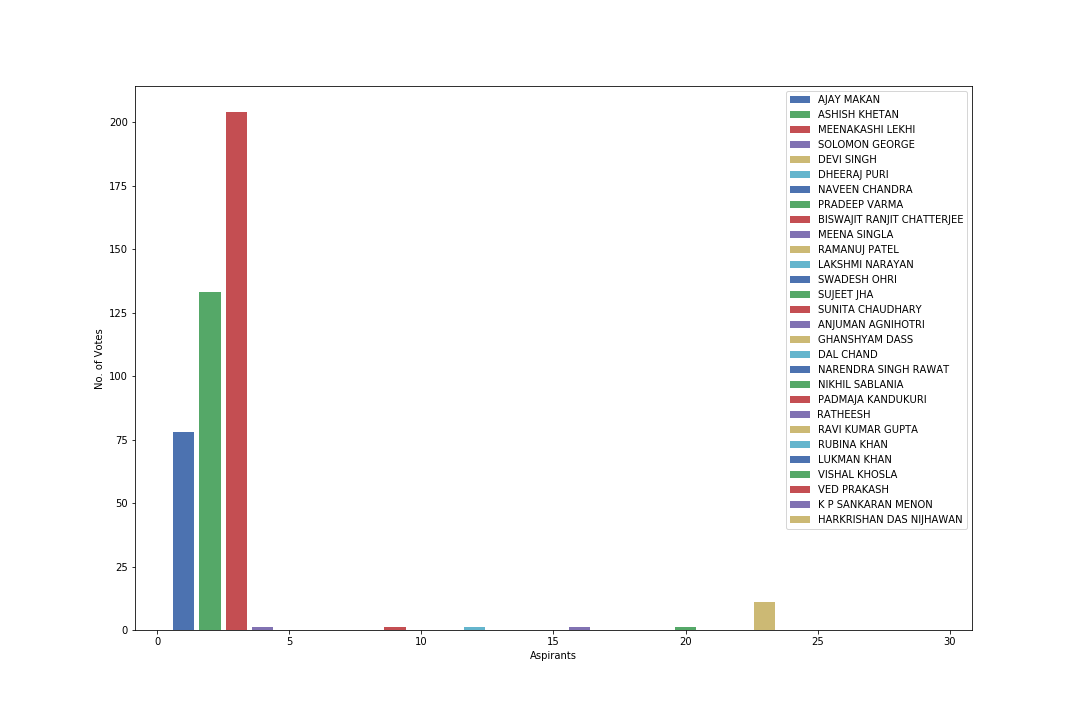 AJAY MAKAN
ASHISH KHETAN
MEENAKASHI LEKHI
SOLOMON GEORGE
DEVI SINGH
DHEERAJ PURI
NAVEEN CHANDRA
PRADEEP VARMA
BISWAJIT RANJIT CHATTERJEE
MEENA SINGLA
RAMANUJ PATEL
LAKSHMI NARAYAN
SWADESH OHRI
SUJEET JHA
SUNITA CHAUDHARY
ANJUMAN AGNIHOTRI
GHANSHYAM DASS
DAL CHAND
NARENDRA SINGH RAWAT
NIKHIL SABLANIA
PADMAJA KANDUKURI
RATHEESH
RAVI KUMAR GUPTA
RUBINA KHAN
LUKMAN KHAN
VISHAL KHOSLA
VED PRAKASH
K P SANKARAN MENON
HARKRISHAN DAS NIJHAWAN
No. of Votes
200
175
150
125
100
75
50
25
0
0 5 10 15 20 25 30
Aspirants